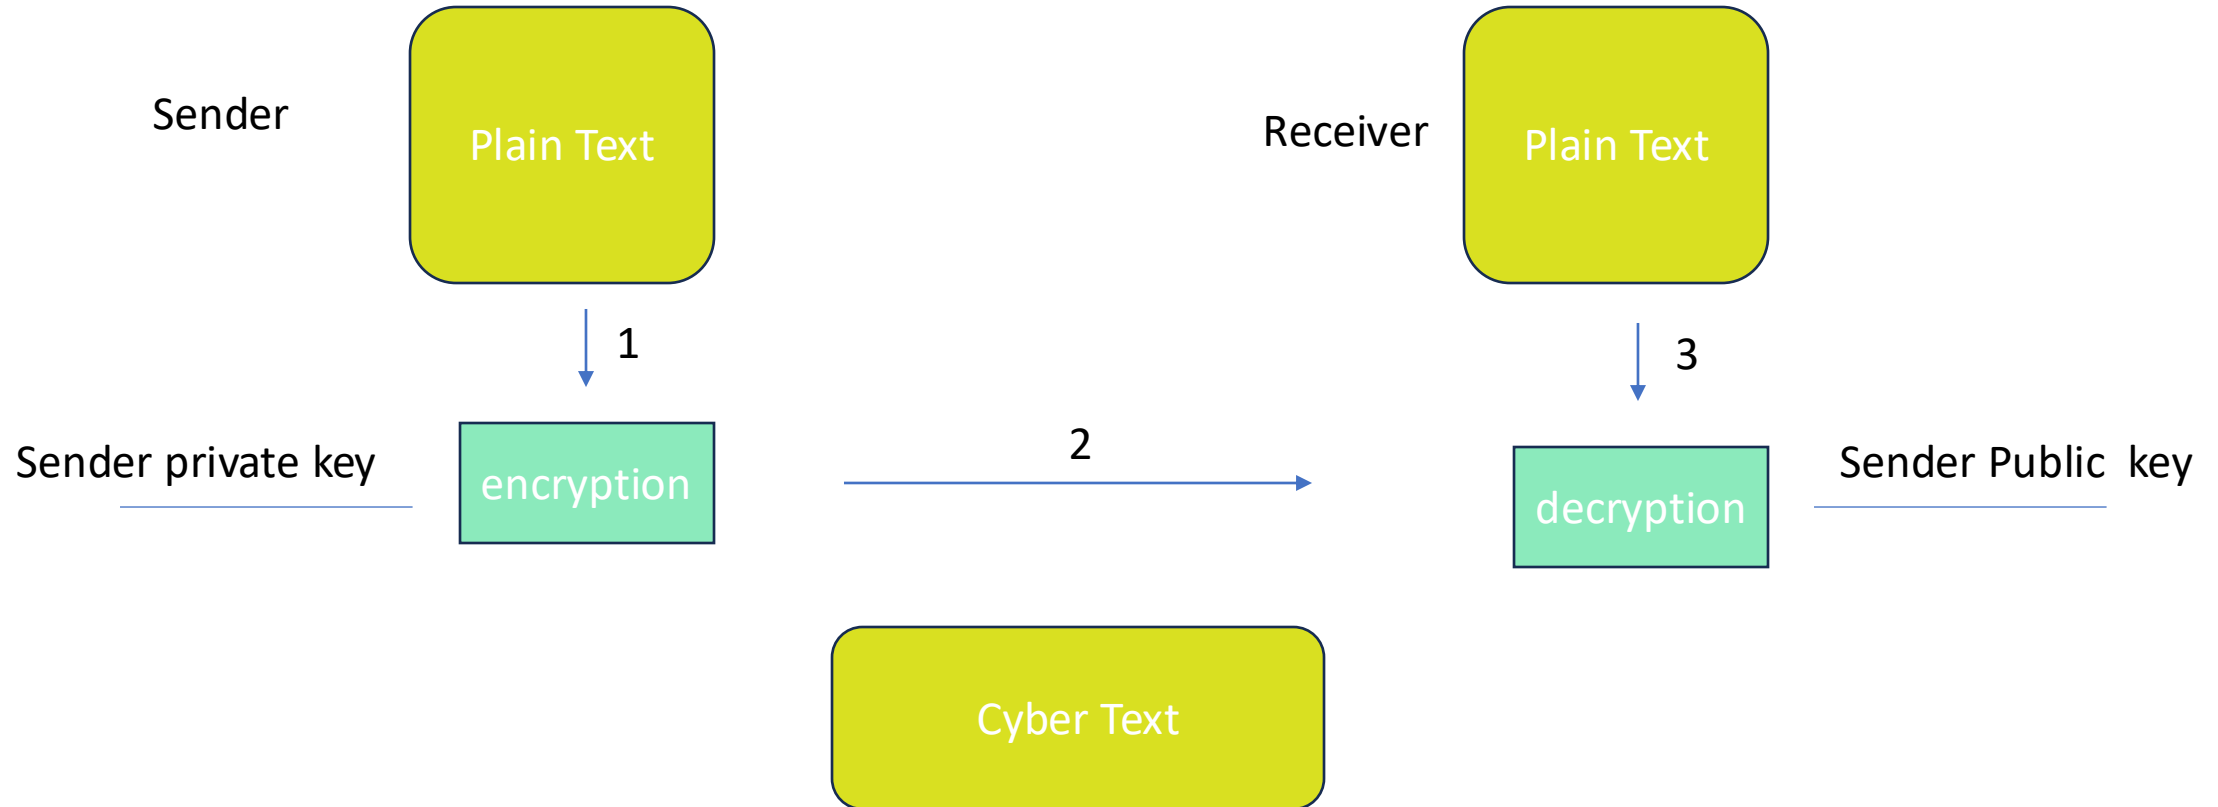 Sender
Plain Text
Receiver
Plain Text
1
3
Sender private key
encryption
2
decryption
Sender Public  key
Cyber Text